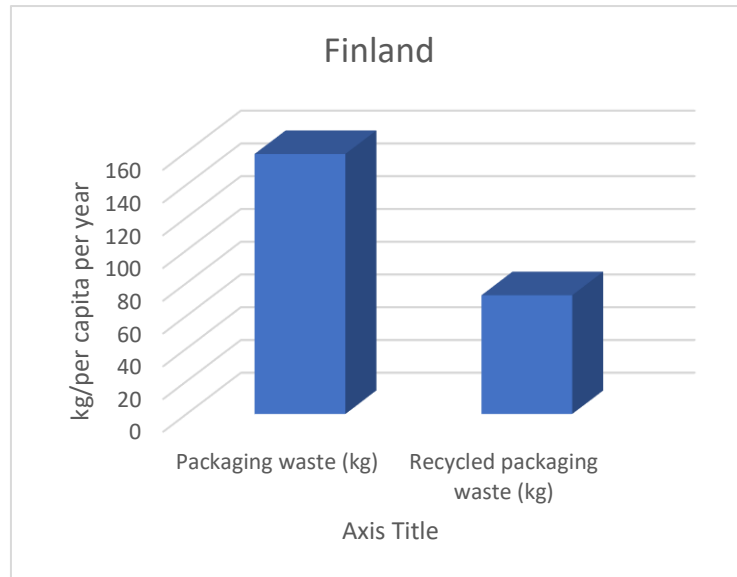 Finland
kg/per capita per year
160
140
120
100
80
60
40
20
0
Packaging waste (kg)
Recycled packaging
waste (kg)
Axis Title